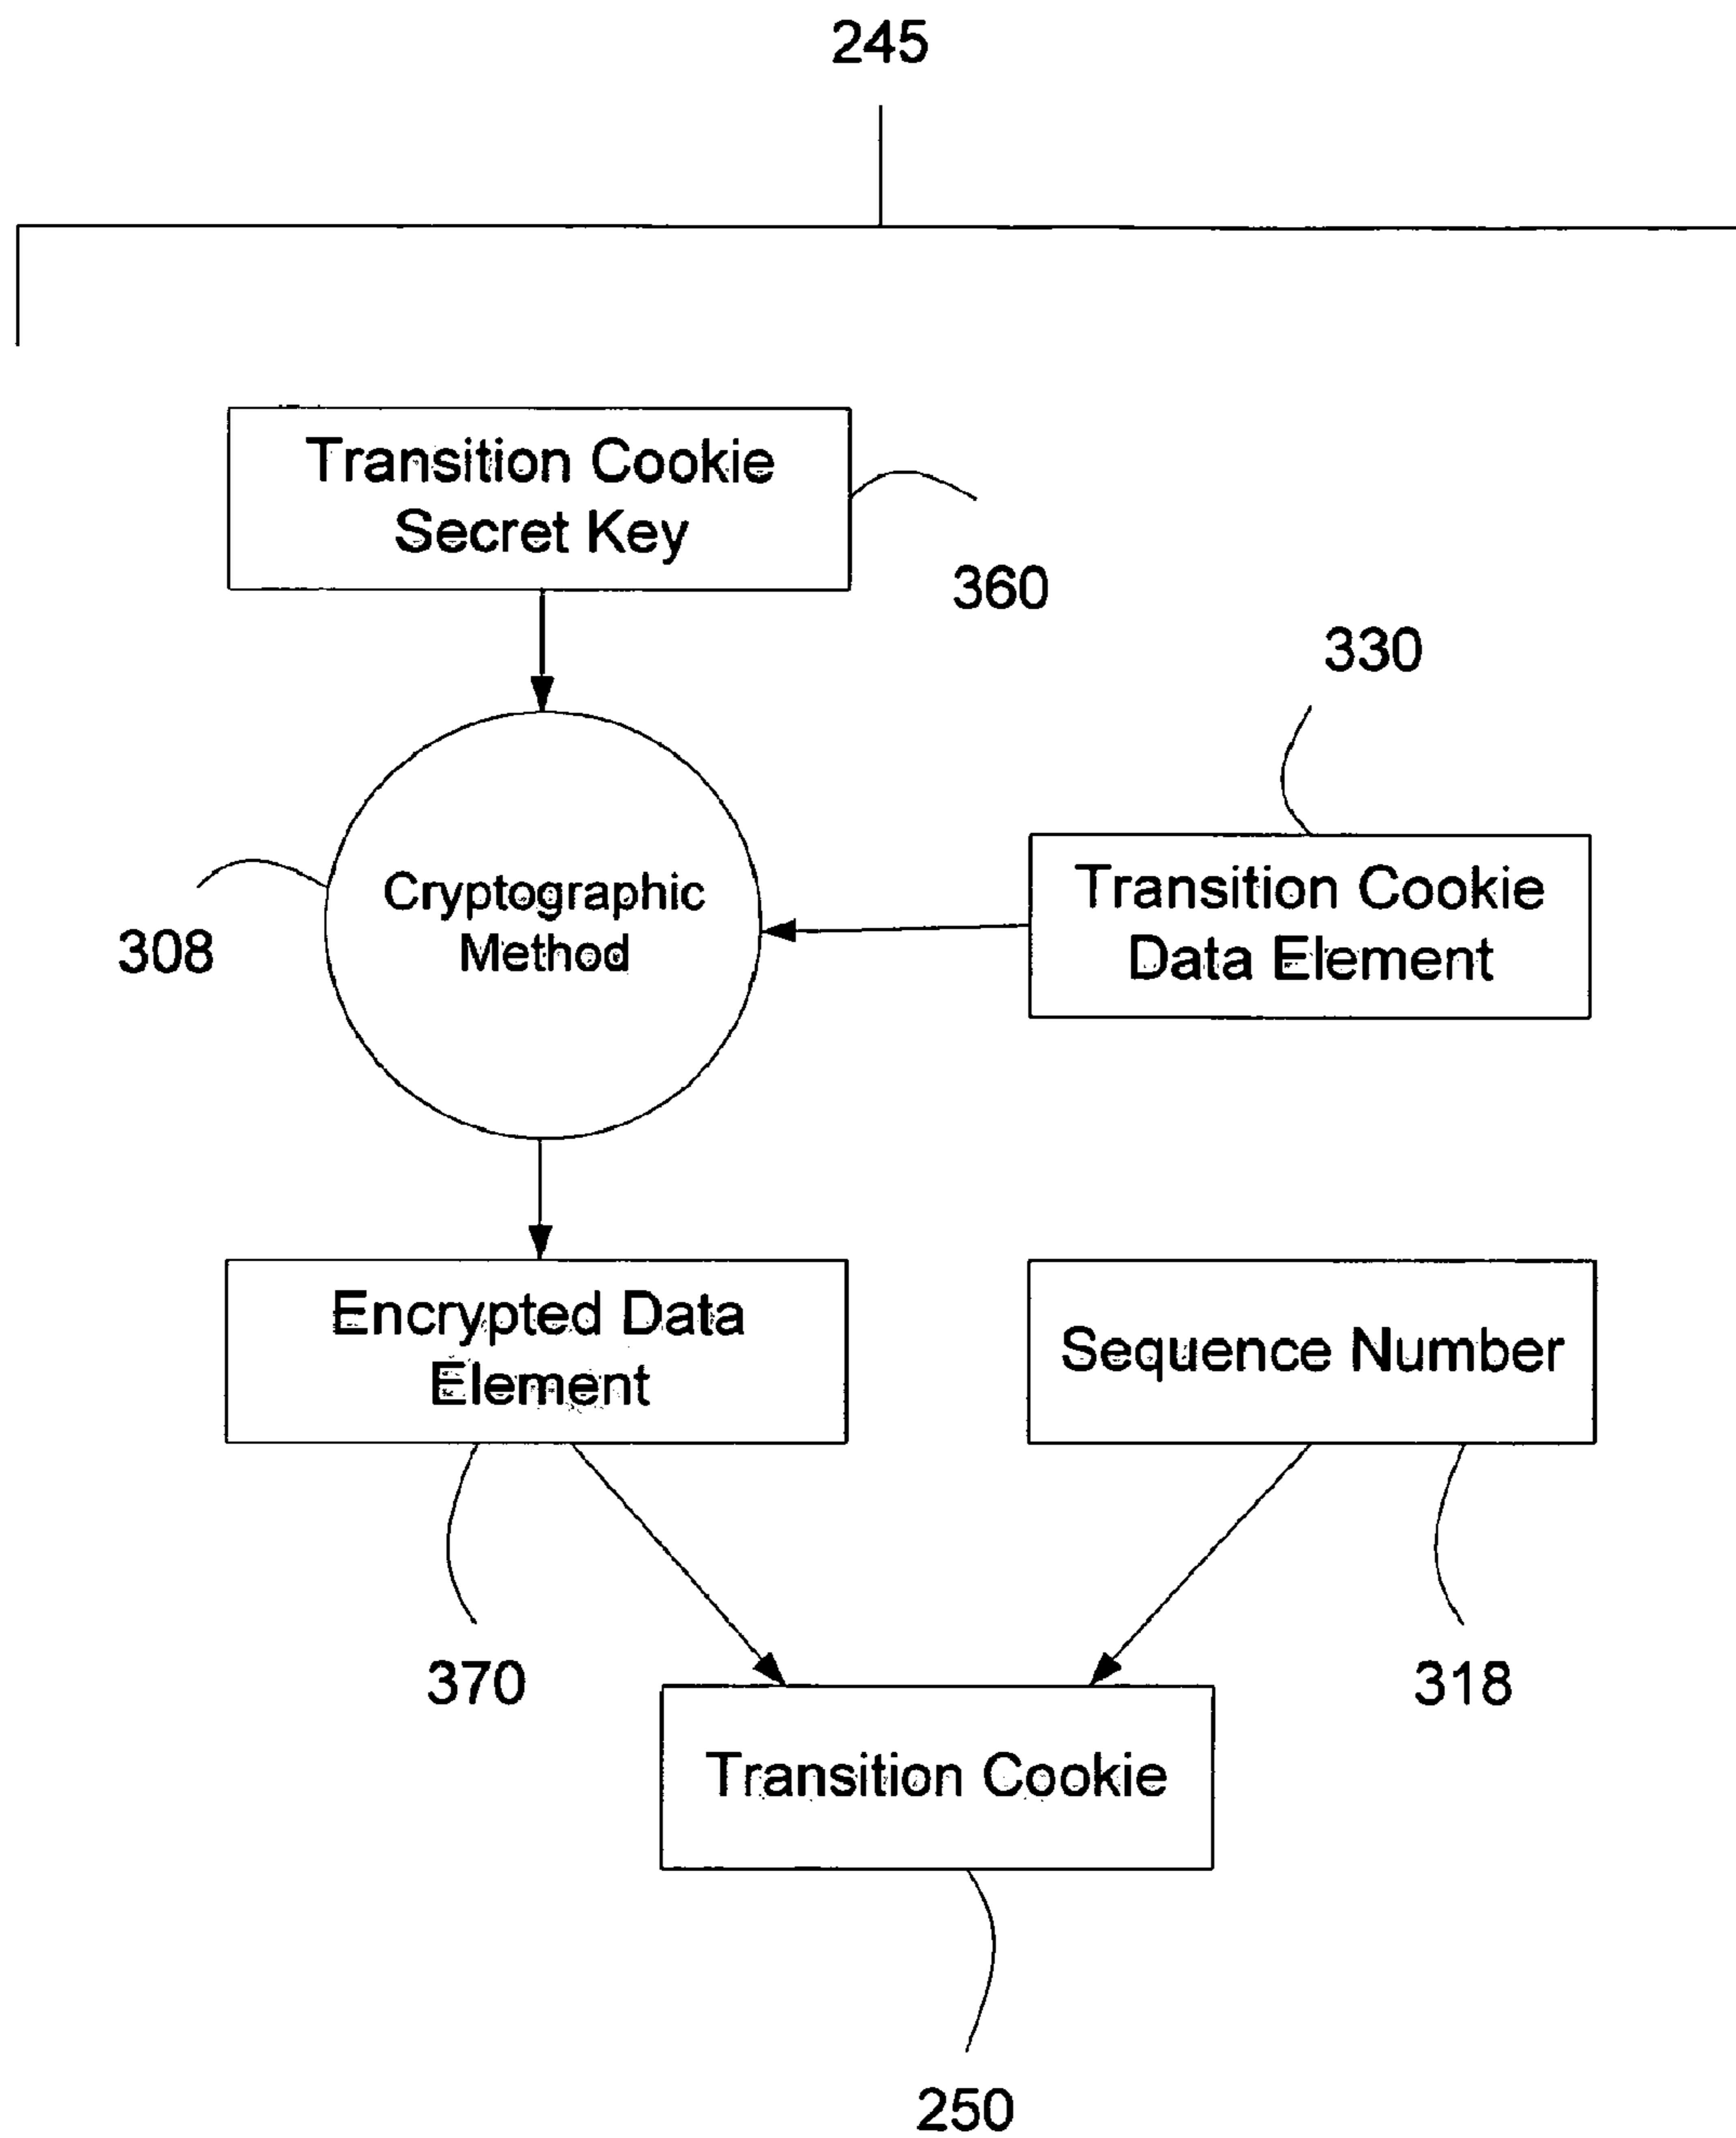 245
Transition Cookie
Secret Key
360
330
Cryptographic
Method
308
Transition Cookie
Data Element
Encrypted Data
Element
Sequence Number
370
318
Transition Cookie
250